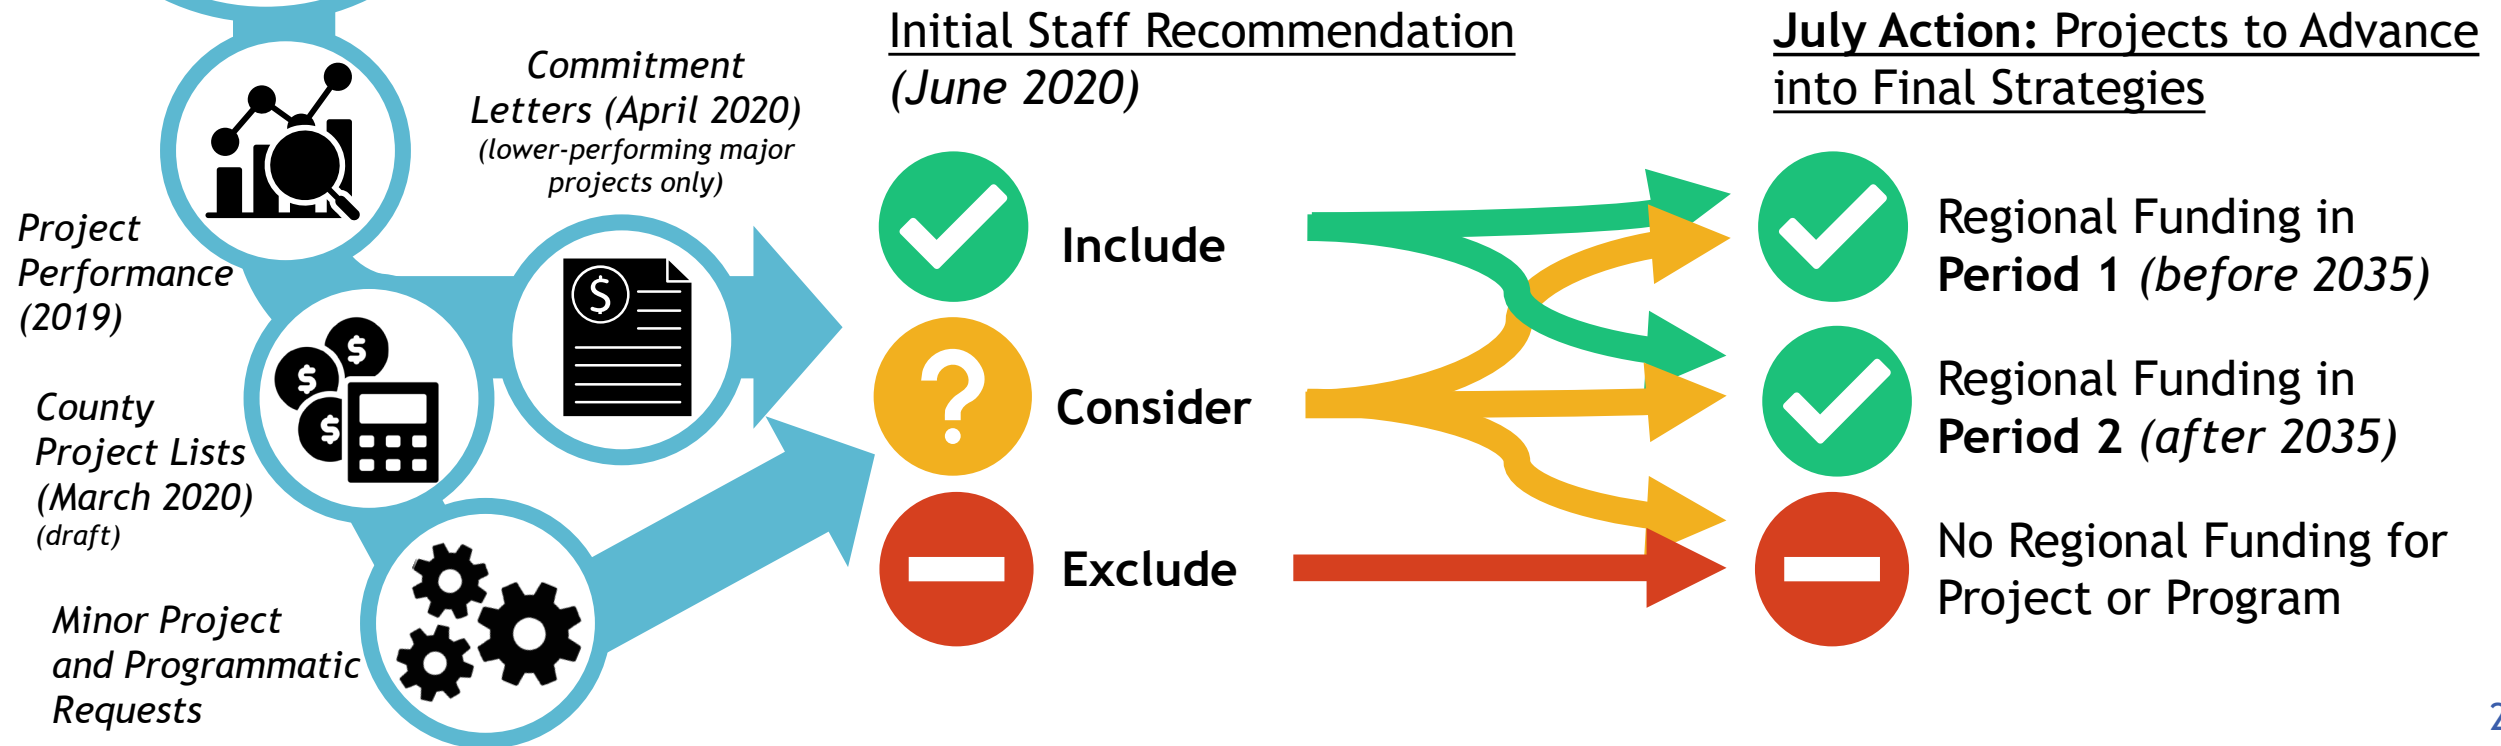 Commitment
Letters (April 2020)
(lower-performing major
projects only)
Project
Performance
(2019)
County
Project Lists
(March 2020)
(draft)
Minor Project
and Programmatic
Requests
Initial Staff Recommendation
(June 2020)
Include
Consider
Exclude
July Action: Projects to Advance
into Final Strategies
Regional Funding in
Period 1 (before 2035)
Regional Funding in
Period 2 (after 2035)
No Regional Funding for
Project or Program